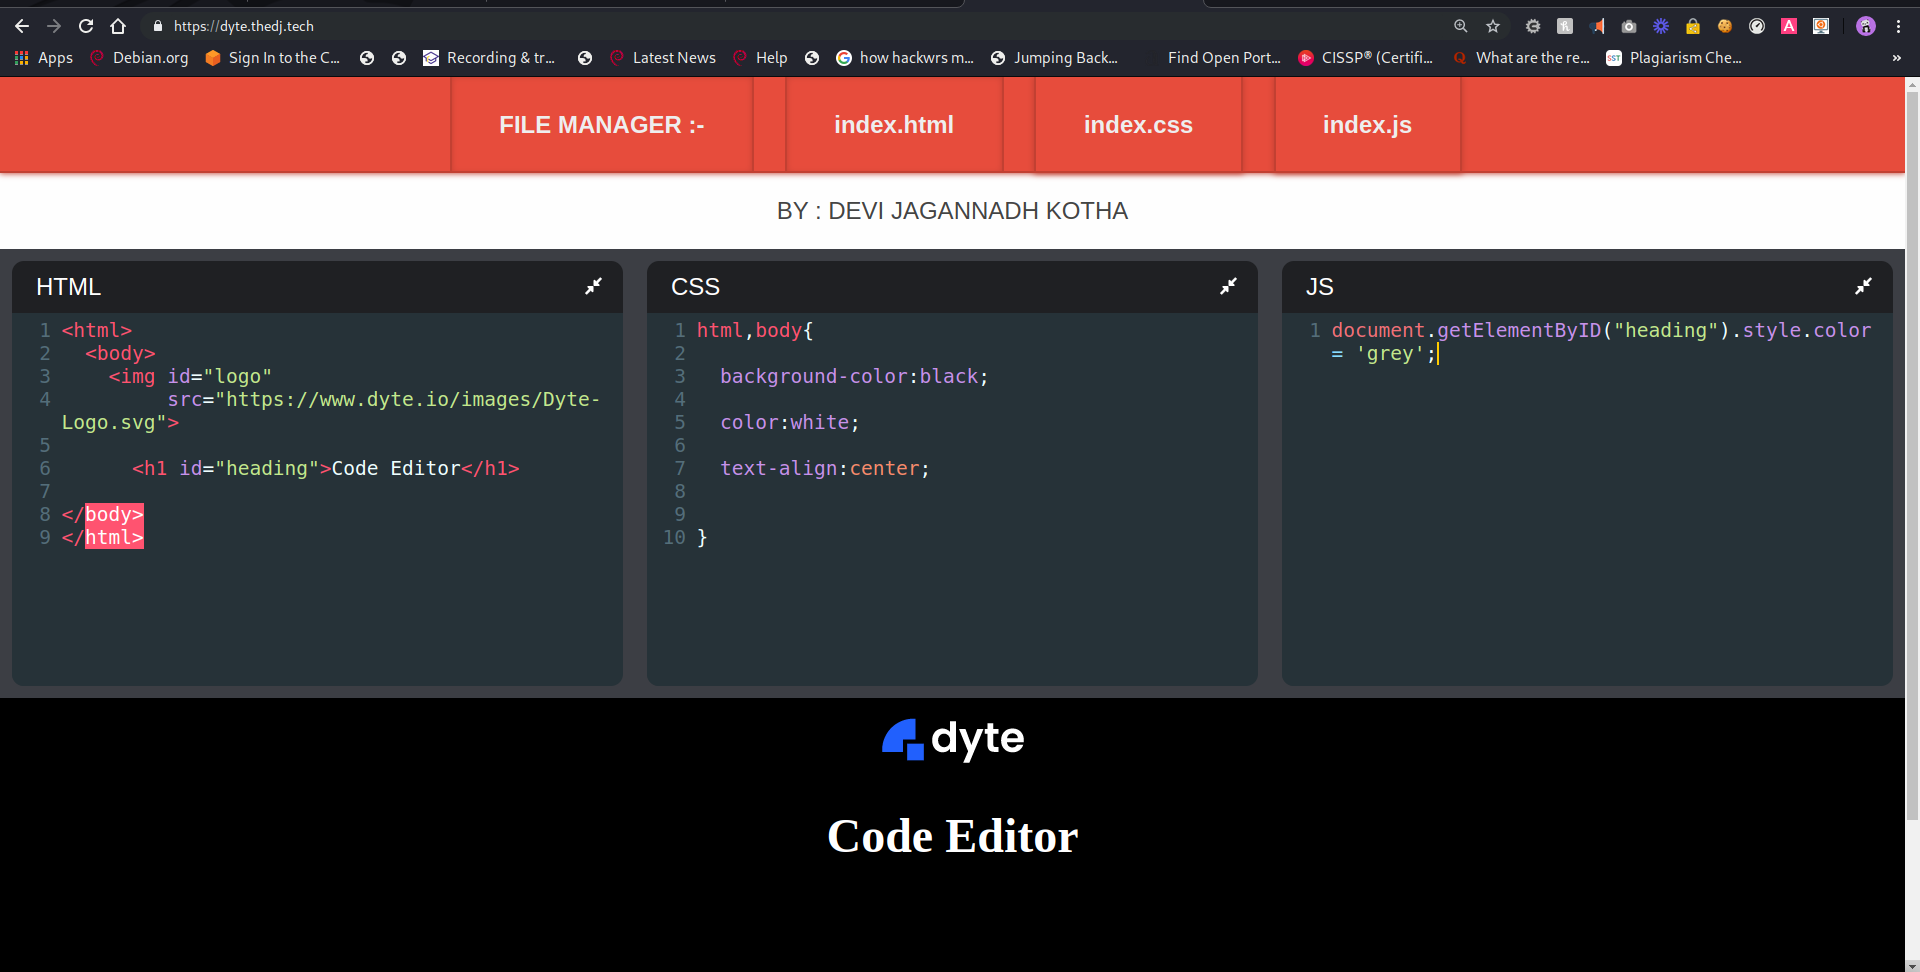 https://dyte.thedj.tech
Apps Debian.org Sign In to the C... Recording & tr... Latest News Help how hackwrs m... Jumping Back... Find Open Port... CISSP® (Certifi... What are the re... Plagiarism Che... »
FILE MANAGER :- index.html index.css index.js
BY : DEVI JAGANNADH KOTHA
HTML
1 <html>
2 <body>
3 <img id="logo"
4 src="https://www.dyte.io/images/Dyte-
Logo.svg">
5
6 <h1 id="heading">Code Editor</h1>
7
8 </body>
9 </html>
CSS
1 html,body{
2
3 background-color:black;
4
5 color:white;
6
7 text-align:center;
8
9
10 }
JS
1 document.getElementByID("heading").style.color
= 'grey';
dyte
Code Editor